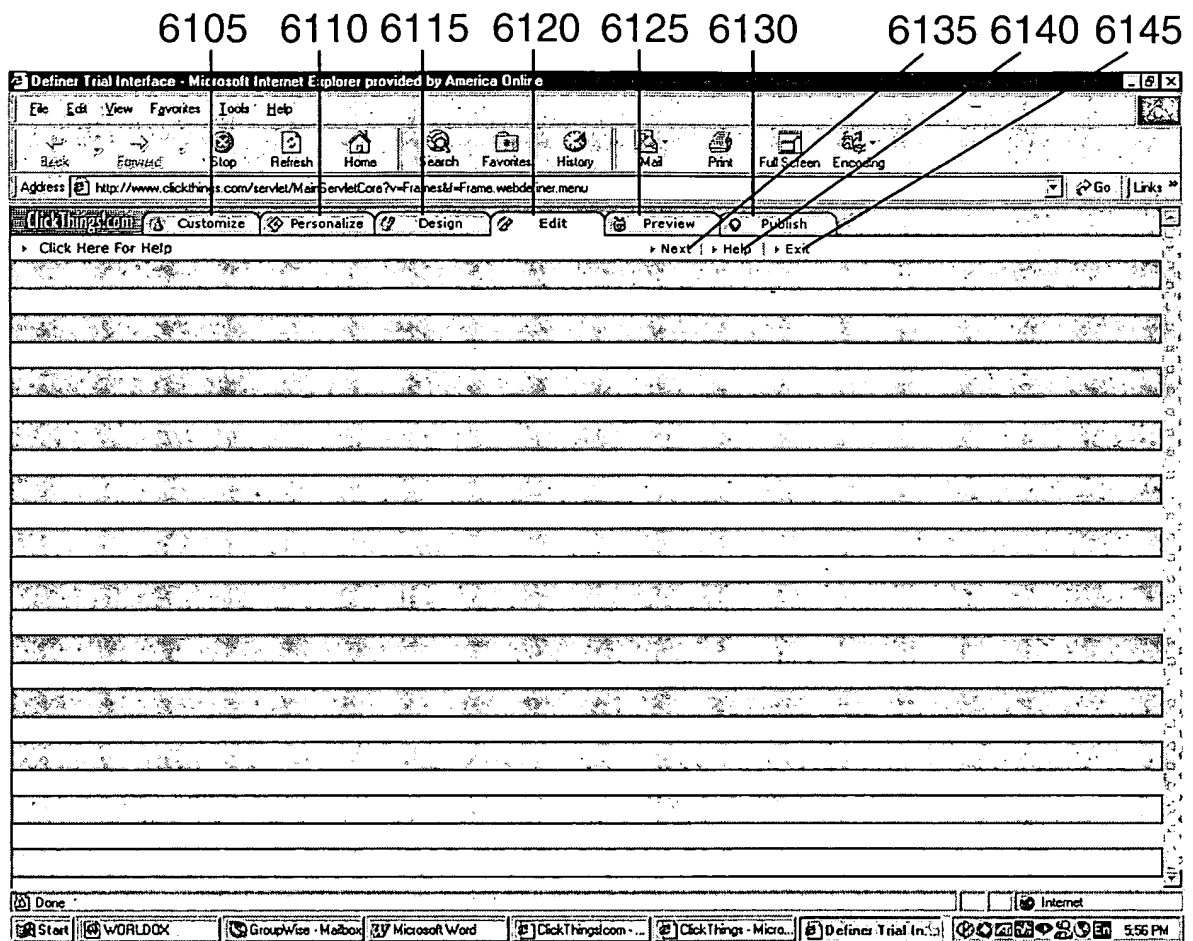 6105 6110 6115 6120 6125 6130 6135 6140 6145
Definer Trial Interface - Microsoft Internet Explorer provided by America Online
File Edit View Favorites Tools Help
Back Forward Stop Refresh Home Search Favorites History Mail Print Full Screen Encoding
Address http://www.clickthings.com/servlet/MainServletCore?v=Frames&l=Frame.webdefiner.menu Go Links »
ClickThings.com Customize Personalize Design Edit Preview Publish
Click Here For Help Next | Help | Exit
Done Internet
Start WORLDOX GroupWise - Mailbox Microsoft Word ClickThings.com - ... ClickThings - Micro... Definer Trial In... 5:56 PM